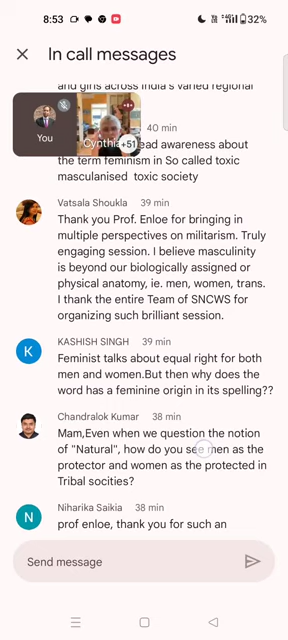 8:53
32%
In call messages
and girls across India's varied regional
You
Cynthia
+51
40 min
ead awareness about
the term feminism in So called toxic
masculanised  toxic society
Vatsala Shoukla 39 min
Thank you Prof. Enloe for bringing in
multiple perspectives on militarism. Truly
engaging session. I believe masculinity
is beyond our biologically assigned or
physical anatomy, ie. men, women, trans.
I thank the entire Team of SNCWS for
organizing such brilliant session.
K
KASHISH SINGH 39 min
Feminist talks about equal right for both
men and women.But then why does the
word has a feminine origin in its spelling??
Chandralok Kumar 38 min
Mam,Even when we question the notion
of "Natural", how do you see men as the
protector and women as the protected in
Tribal socities?
N
Niharika Saikia 38 min
prof enloe, thank you for such an
Send message